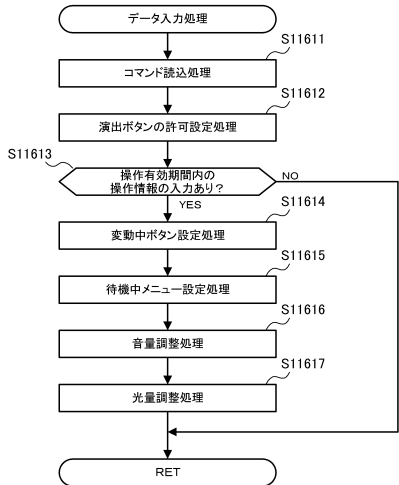 データ入力処理
S11611
コマンド読込処理
S11612
演出ボタンの許可設定処理
S11613
操作有効期間内の
操作情報の入力あり?
NO
YES
S11614
変動中ボタン設定処理
S11615
待機中メニュー設定処理
S11616
音量調整処理
S11617
光量調整処理
RET